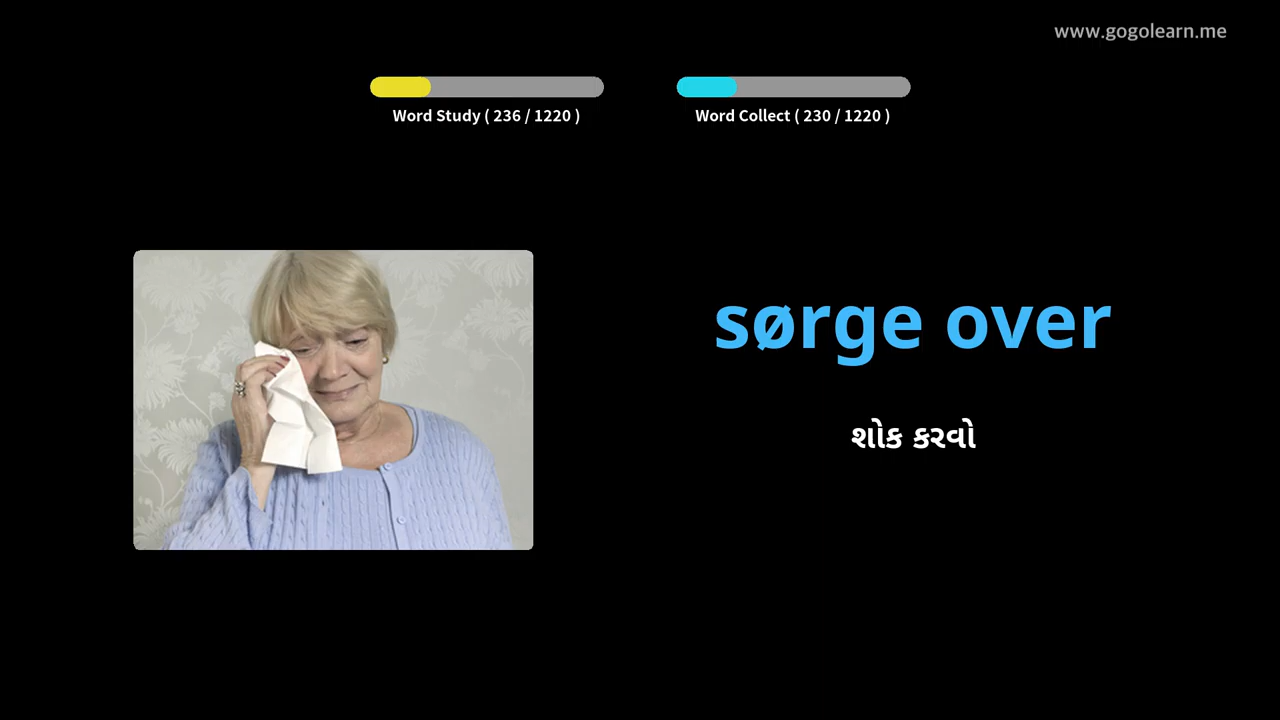 www.gogolearn.me
Word Study ( 236 / 1220 )
Word Collect ( 230 / 1220 )
sørge over
શોક કરવો